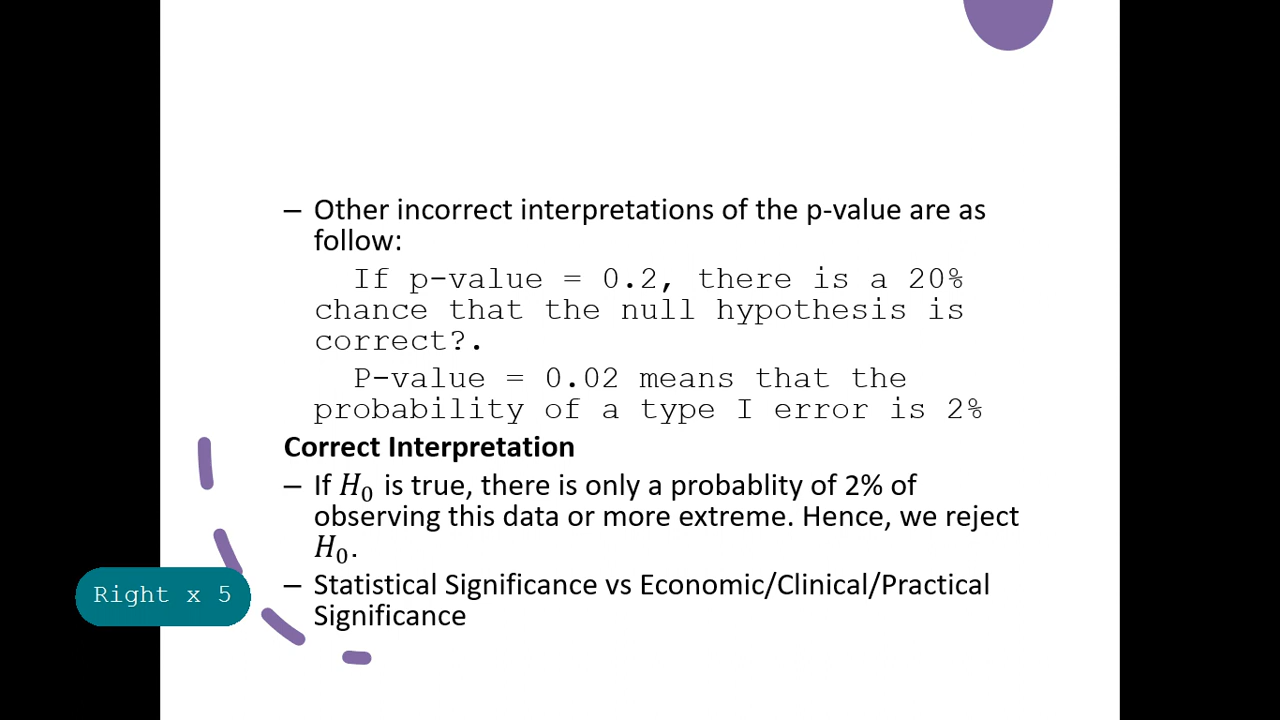 – Other incorrect interpretations of the p-value are as
follow:
If p-value = 0.2, there is a 20%
chance that the null hypothesis is
correct?.
P-value = 0.02 means that the
probability of a type I error is 2%
Correct Interpretation
– If H₀ is true, there is only a probablity of 2% of
observing this data or more extreme. Hence, we reject
H₀.
– Statistical Significance vs Economic/Clinical/Practical
Significance
Right x 5